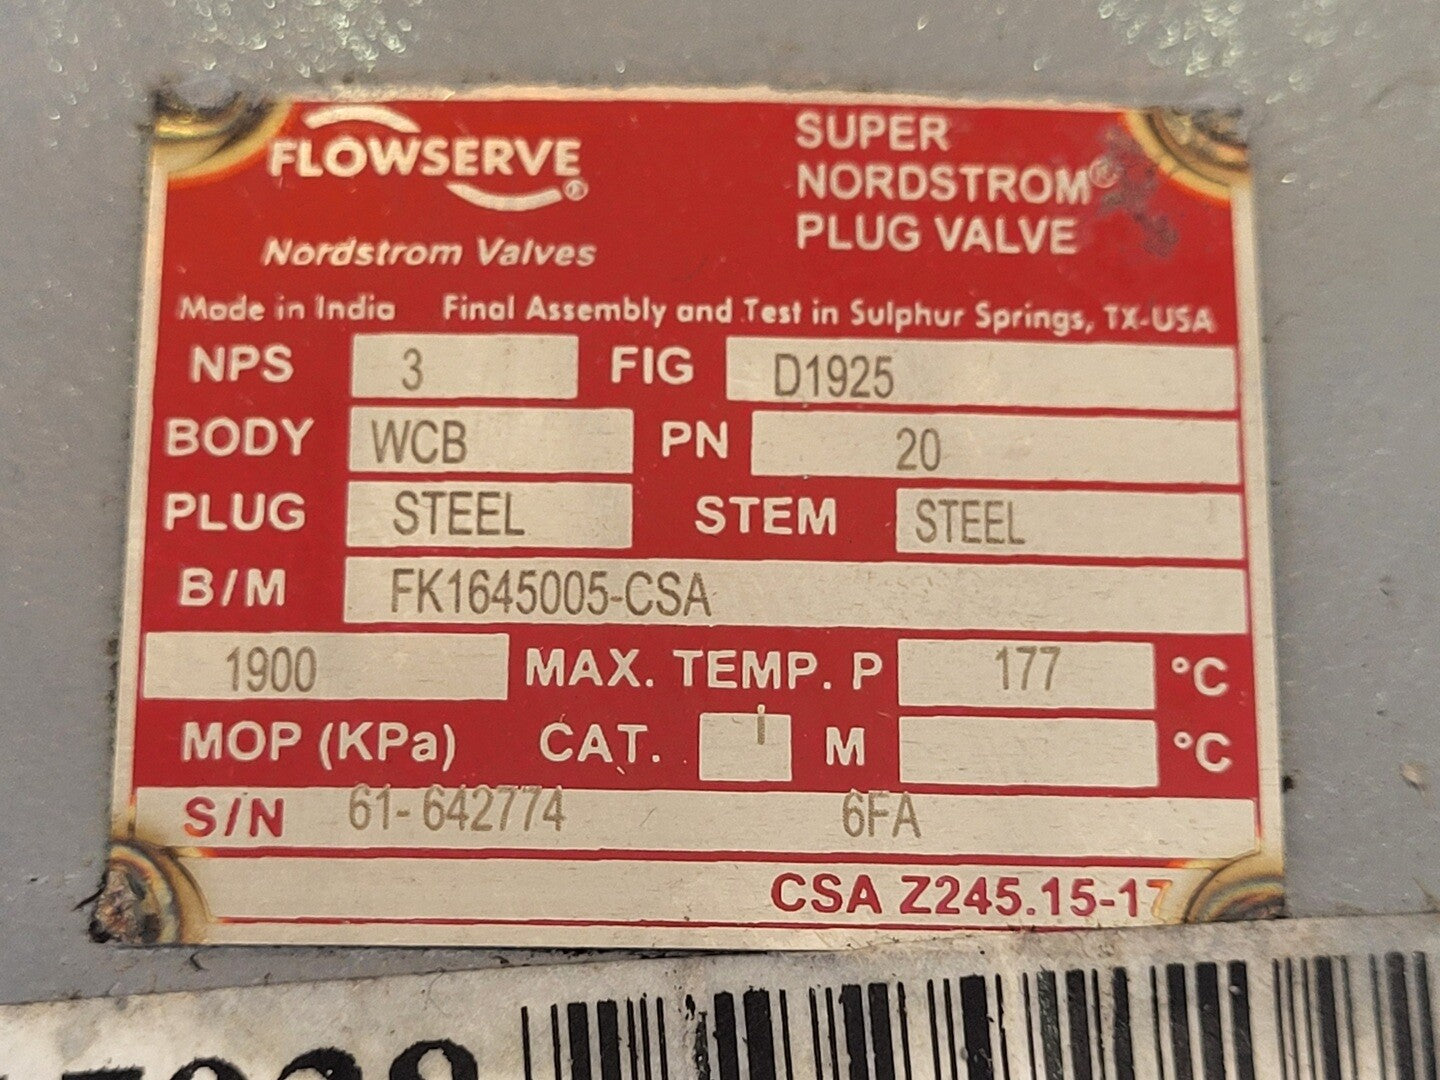 FLOWSERVE®
Nordstrom Valves
SUPER
NORDSTROM®
PLUG VALVE
Made in India Final Assembly and Test in Sulphur Springs, TX-USA
NPS 3 FIG D1925
BODY WCB PN 20
PLUG STEEL STEM STEEL
B/M FK1645005-CSA
1900 MAX. TEMP. P 177 °C
MOP (KPa) CAT. I M °C
S/N 61-642774 6FA
CSA Z245.15-17